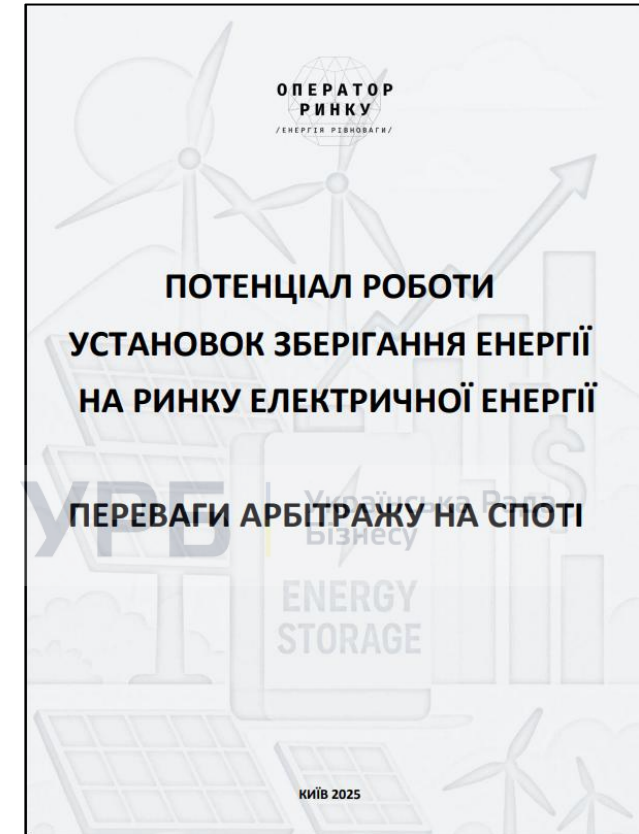 ОПЕРАТОР
РИНКУ
/ЕНЕРГІЯ РІВНОВАГИ/
ПОТЕНЦІАЛ РОБОТИ
УСТАНОВОК ЗБЕРІГАННЯ ЕНЕРГІЇ
НА РИНКУ ЕЛЕКТРИЧНОЇ ЕНЕРГІЇ
УРБ
Українська Рада
Бізнесу
ПЕРЕВАГИ АРБІТРАЖУ НА СПОТІ
ENERGY
STORAGE
КИЇВ 2025